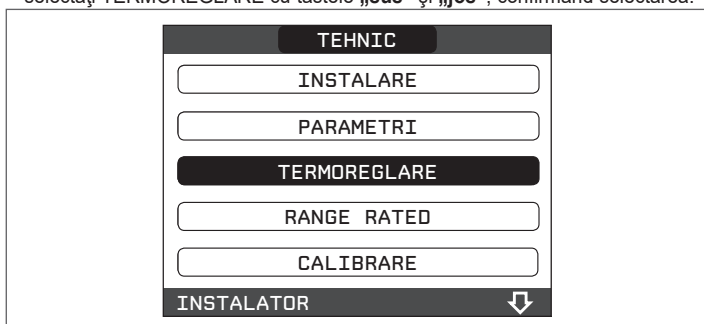 selectaţi TERMOREGLARE cu tastele „sus” şi „jos”, confirmând selectarea.
TEHNIC
INSTALARE
PARAMETRI
TERMOREGLARE
RANGE RATED
CALIBRARE
INSTALATOR